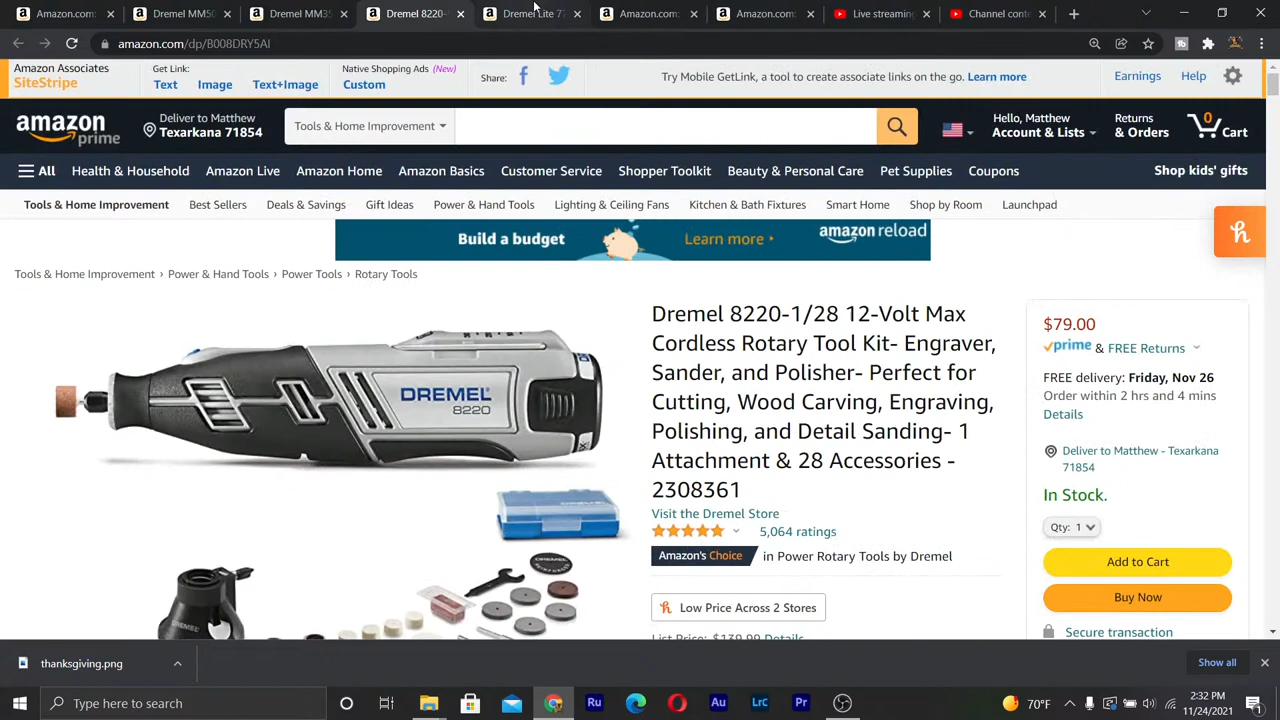 Amazon.com:
Dremel MM50
Dremel MM35
Dremel 8220-
Dremel Lite 77
Amazon.com:
Amazon.com:
Live streaming
Channel conte
amazon.com/dp/B008DRY5AI
Amazon Associates
SiteStripe
Get Link:
Text
Image
Text+Image
Native Shopping Ads (New)
Custom
Share:
Try Mobile GetLink, a tool to create associate links on the go. Learn more
Earnings
Help
amazon prime
Deliver to Matthew
Texarkana 71854
Tools & Home Improvement
Hello, Matthew
Account & Lists
Returns
& Orders
0
Cart
All
Health & Household
Amazon Live
Amazon Home
Amazon Basics
Customer Service
Shopper Toolkit
Beauty & Personal Care
Pet Supplies
Coupons
Shop kids' gifts
Tools & Home Improvement
Best Sellers
Deals & Savings
Gift Ideas
Power & Hand Tools
Lighting & Ceiling Fans
Kitchen & Bath Fixtures
Smart Home
Shop by Room
Launchpad
Build a budget
Learn more
amazon reload
Tools & Home Improvement › Power & Hand Tools › Power Tools › Rotary Tools
DREMEL
8220
Dremel 8220-1/28 12-Volt Max
Cordless Rotary Tool Kit- Engraver,
Sander, and Polisher- Perfect for
Cutting, Wood Carving, Engraving,
Polishing, and Detail Sanding- 1
Attachment & 28 Accessories -
2308361
Visit the Dremel Store
5,064 ratings
Amazon's Choice in Power Rotary Tools by Dremel
Low Price Across 2 Stores
List Price: $139.99 Details
$79.00
prime & FREE Returns
FREE delivery: Friday, Nov 26
Order within 2 hrs and 4 mins
Details
Deliver to Matthew - Texarkana
71854
In Stock.
Qty: 1
Add to Cart
Buy Now
Secure transaction
thanksgiving.png
Show all
Type here to search
Ru
Au
LrC
Pr
70°F
2:32 PM
11/24/2021